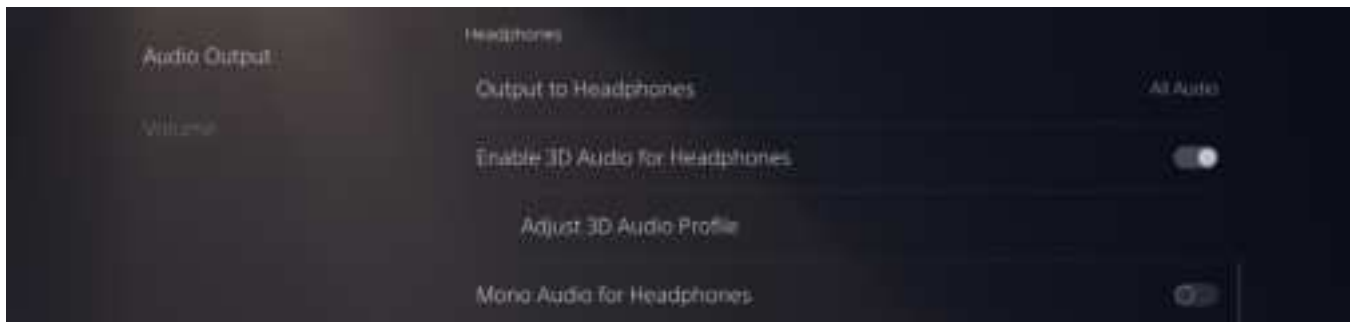 Audio Output
Volume
Headphones
Output to Headphones
All Audio
Enable 3D Audio for Headphones
Adjust 3D Audio Profile
Mono Audio for Headphones